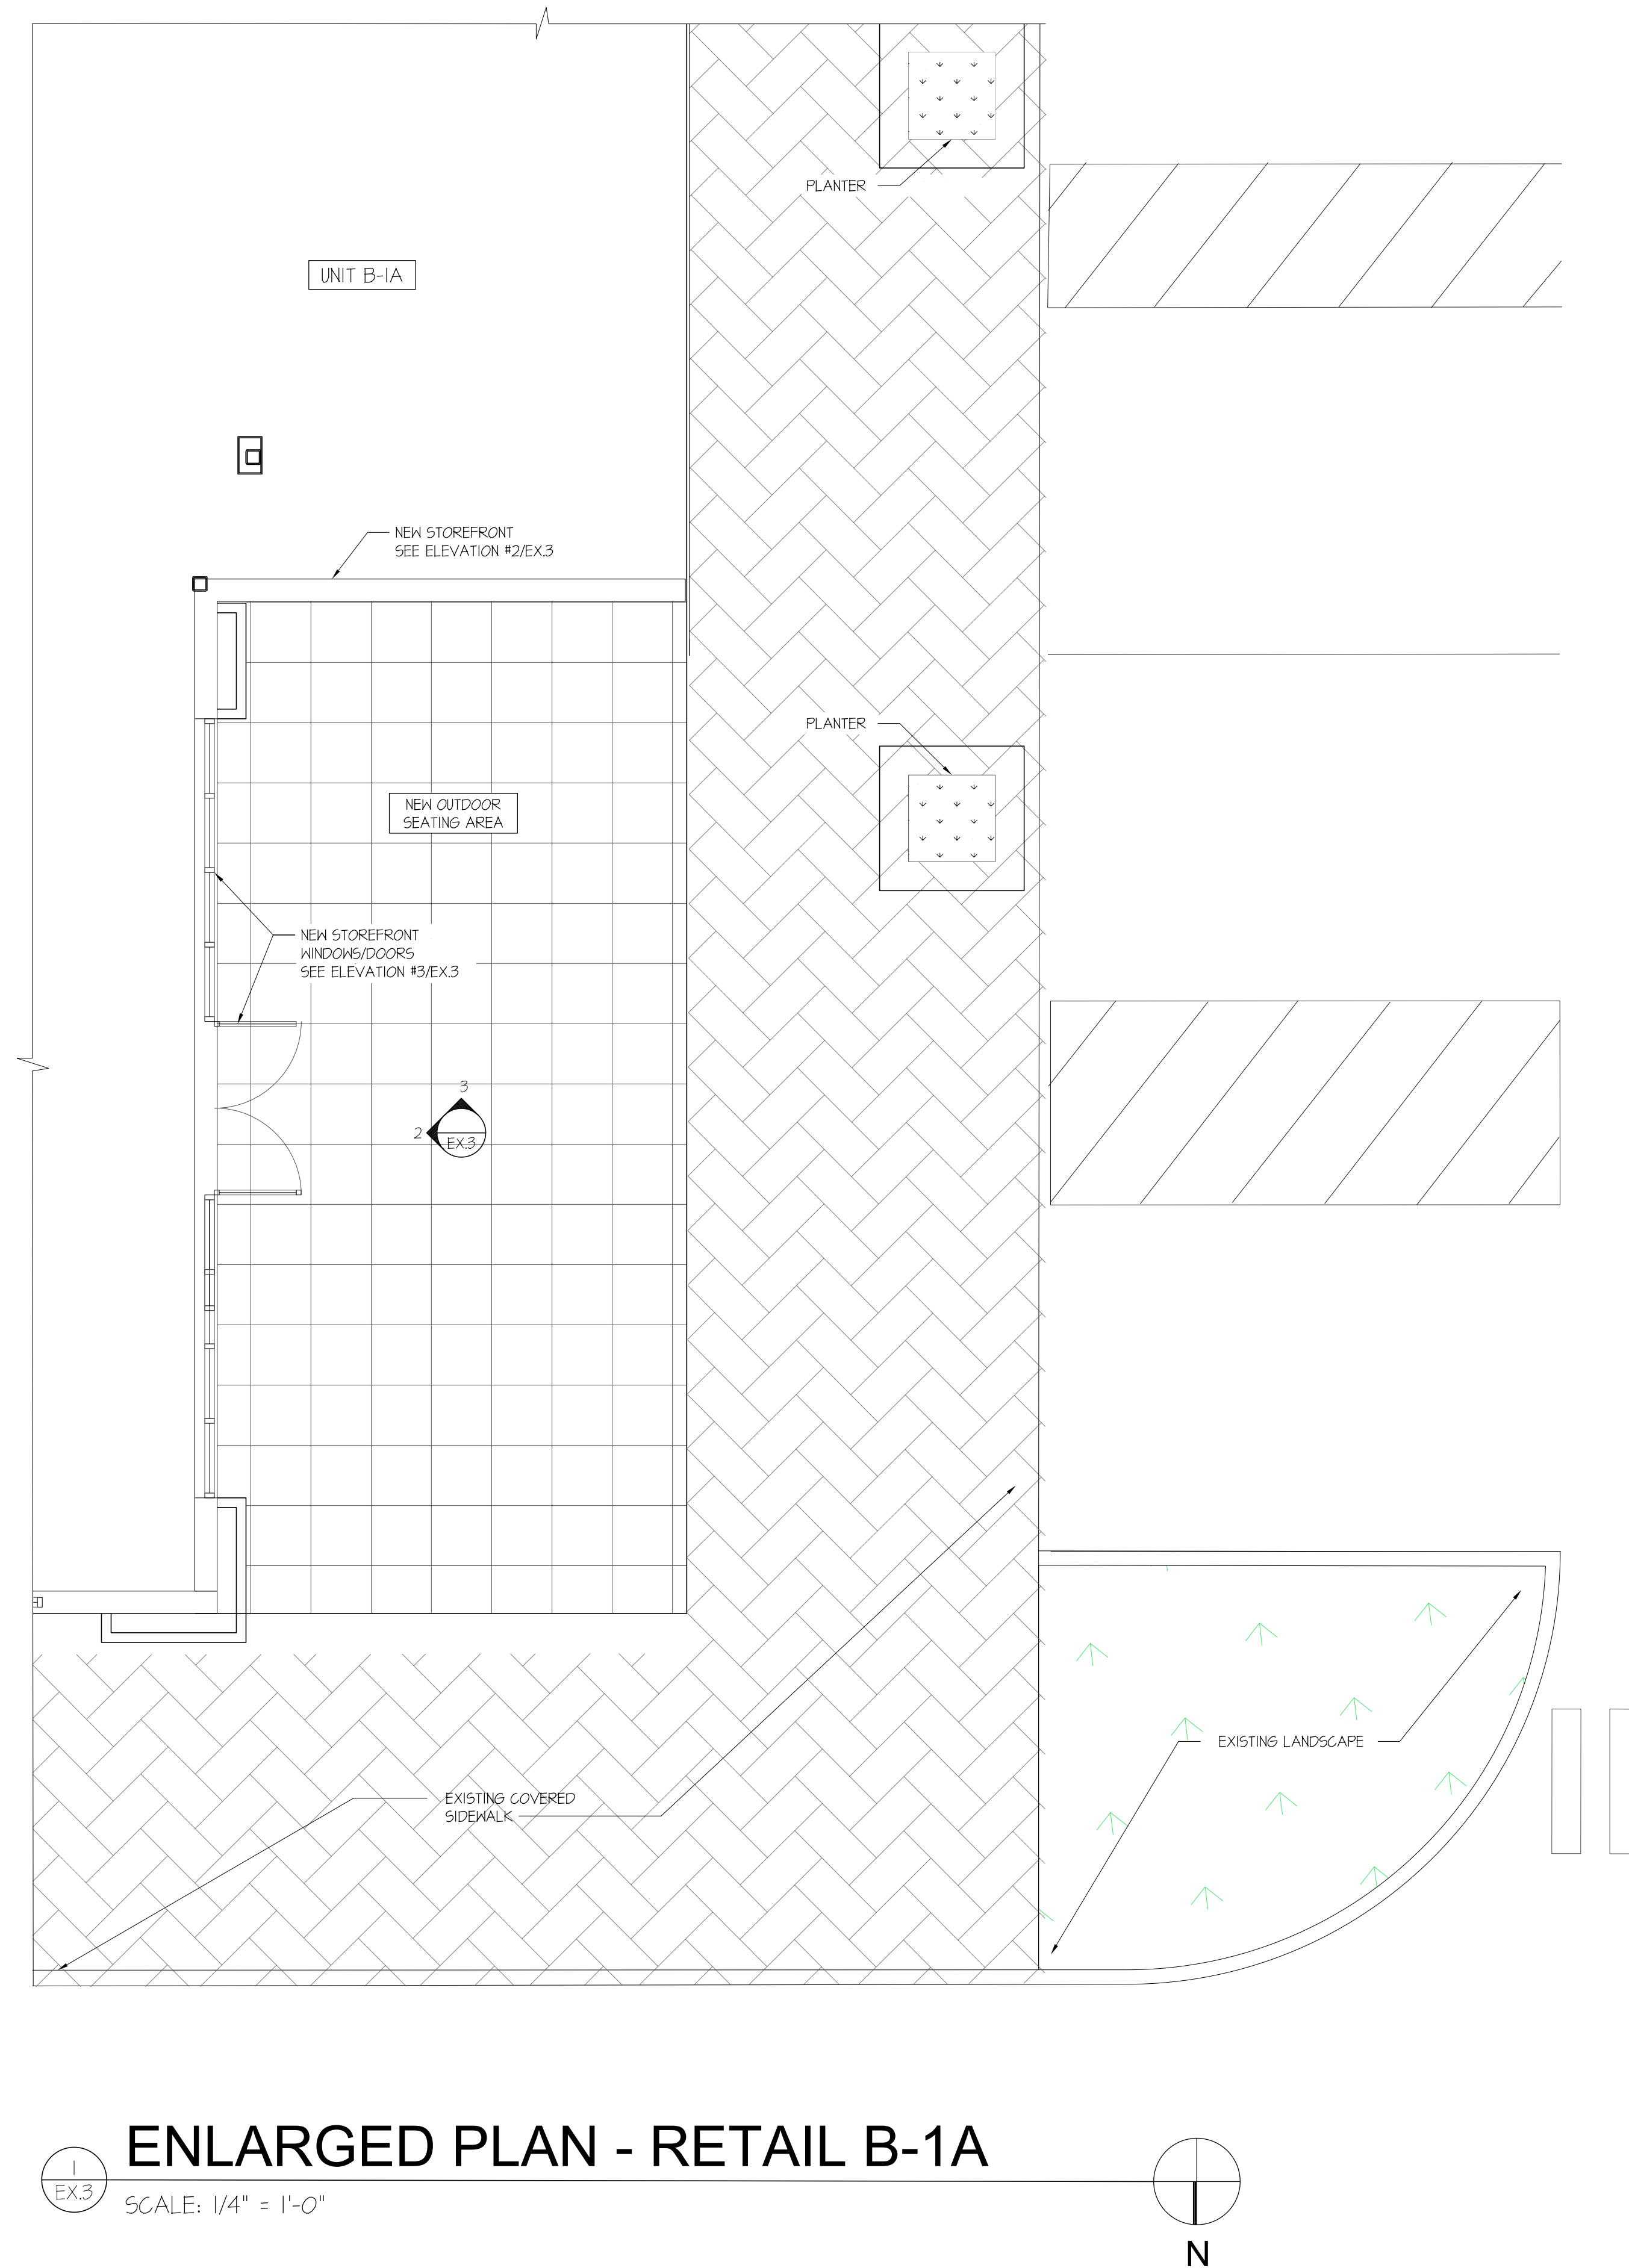 PLANTER
UNIT B-1A
NEW STOREFRONT
SEE ELEVATION #2/EX.3
PLANTER
NEW OUTDOOR
SEATING AREA
NEW STOREFRONT
WINDOWS/DOORS
SEE ELEVATION #3/EX.3
3
2
EX.3
EXISTING LANDSCAPE
EXISTING COVERED
SIDEWALK
ENLARGED PLAN - RETAIL B-1A
1
EX.3
SCALE: 1/4" = 1'-0"
N